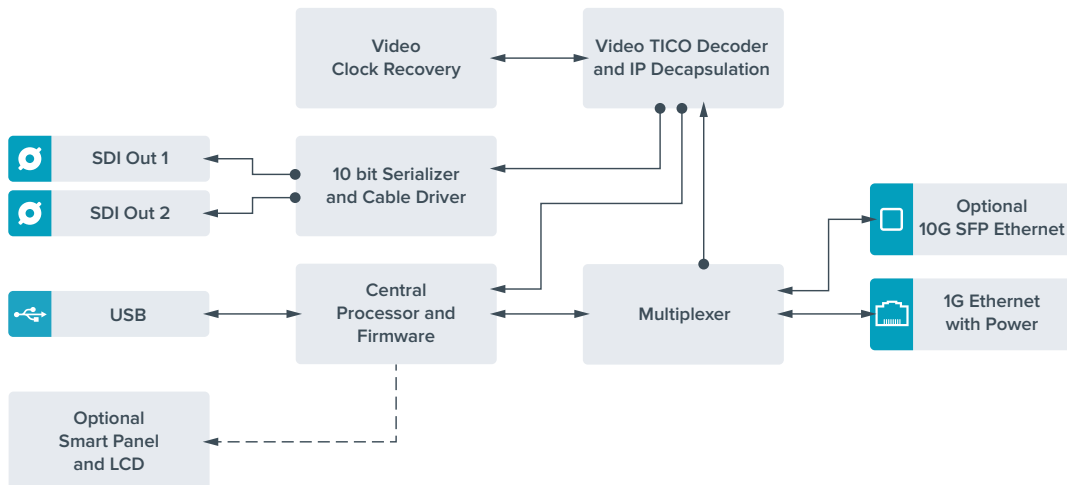 Video
Clock Recovery
Video TICO Decoder
and IP Decapsulation
SDI Out 1
SDI Out 2
10 bit Serializer
and Cable Driver
Optional
10G SFP Ethernet
USB
Central
Processor and
Firmware
Multiplexer
1G Ethernet
with Power
Optional
Smart Panel
and LCD